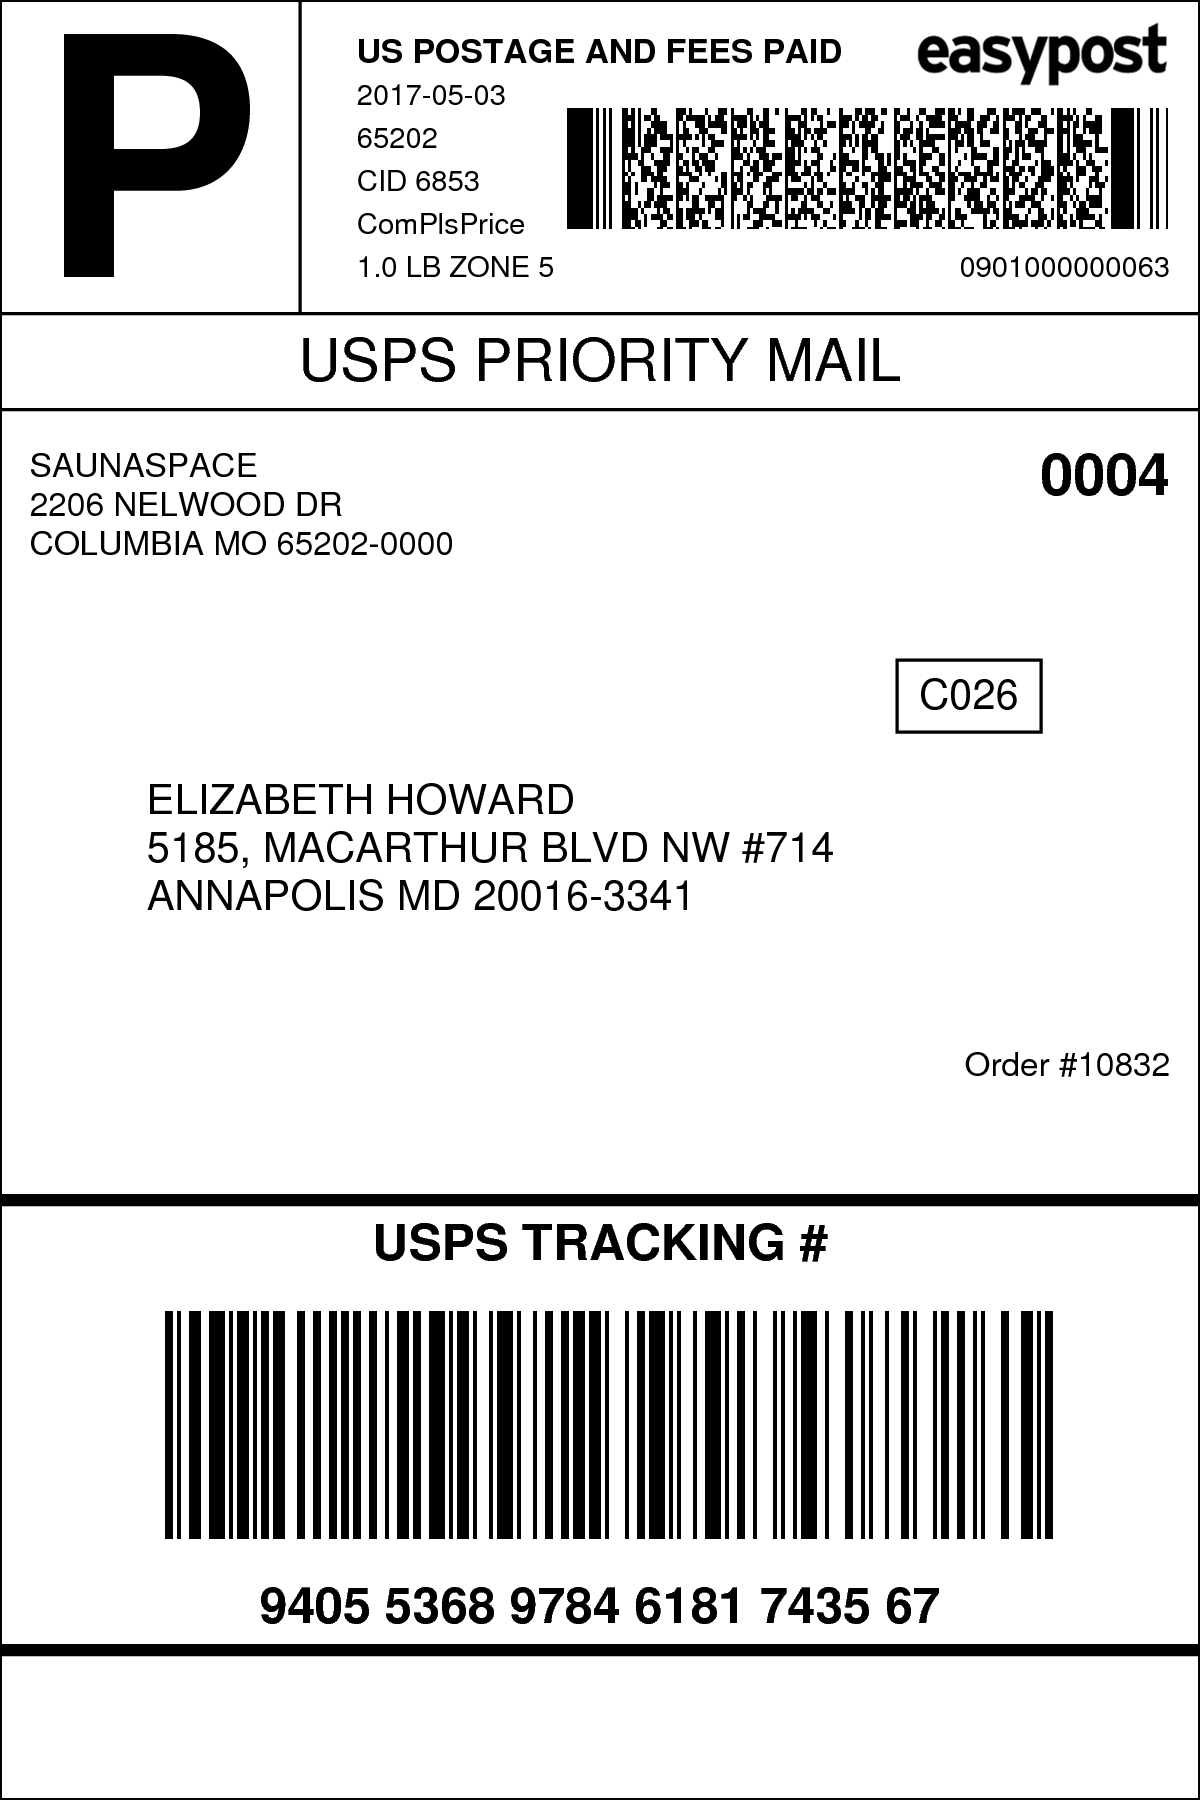 P
US POSTAGE AND FEES PAID
easypost
2017-05-03
65202
CID 6853
ComPlsPrice
1.0 LB ZONE 5
0901000000063
USPS PRIORITY MAIL
SAUNASPACE
2206 NELWOOD DR
COLUMBIA MO 65202-0000
0004
C026
ELIZABETH HOWARD
5185, MACARTHUR BLVD NW #714
ANNAPOLIS MD 20016-3341
Order #10832
USPS TRACKING #
9405 5368 9784 6181 7435 67